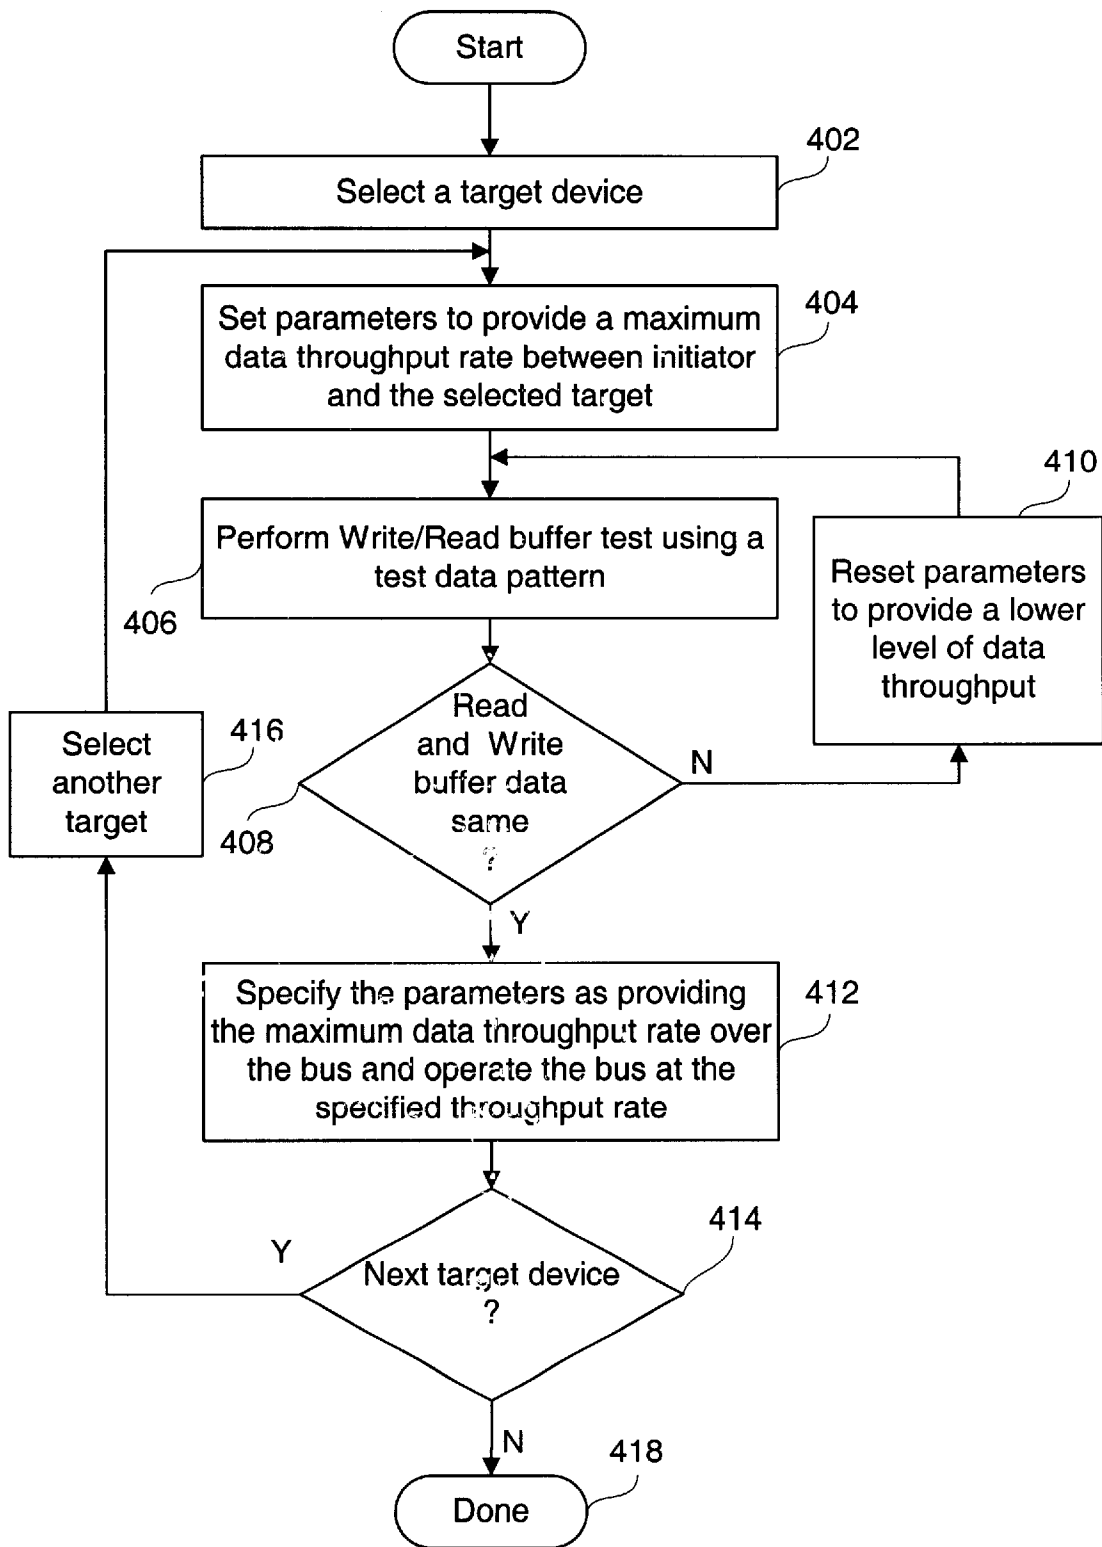 Start
402
Select a target device
404
Set parameters to provide a maximum
data throughput rate between initiator
and the selected target
410
Perform Write/Read buffer test using a
test data pattern
406
Reset parameters
to provide a lower
level of data
throughput
Read
and Write
buffer data
same
?
N
408
416
Select
another
target
Y
412
Specify the parameters as providing
the maximum data throughput rate over
the bus and operate the bus at the
specified throughput rate
414
Y
Next target device
?
N
418
Done